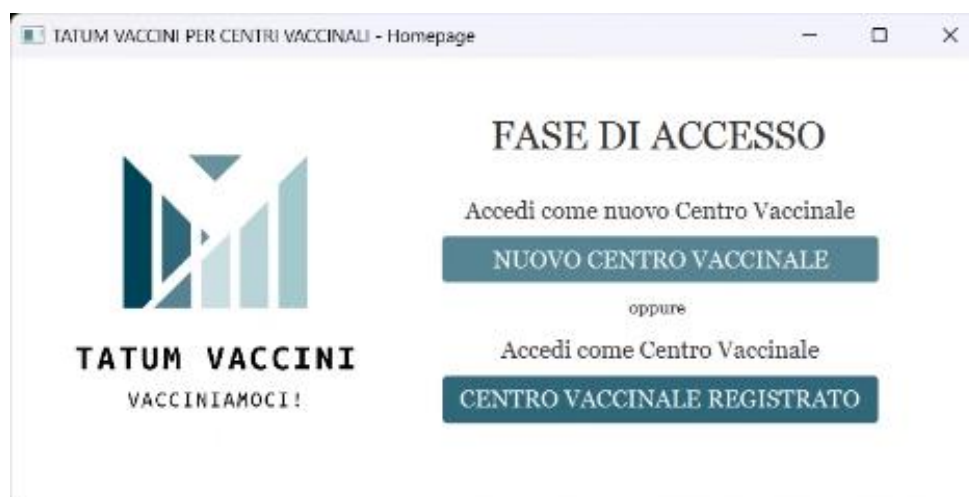 TATUM VACCINI PER CENTRI VACCINALI - Homepage
FASE DI ACCESSO
Accedi come nuovo Centro Vaccinale
NUOVO CENTRO VACCINALE
oppure
Accedi come Centro Vaccinale
CENTRO VACCINALE REGISTRATO
TATUM VACCINI
VACCINIAMOCI!